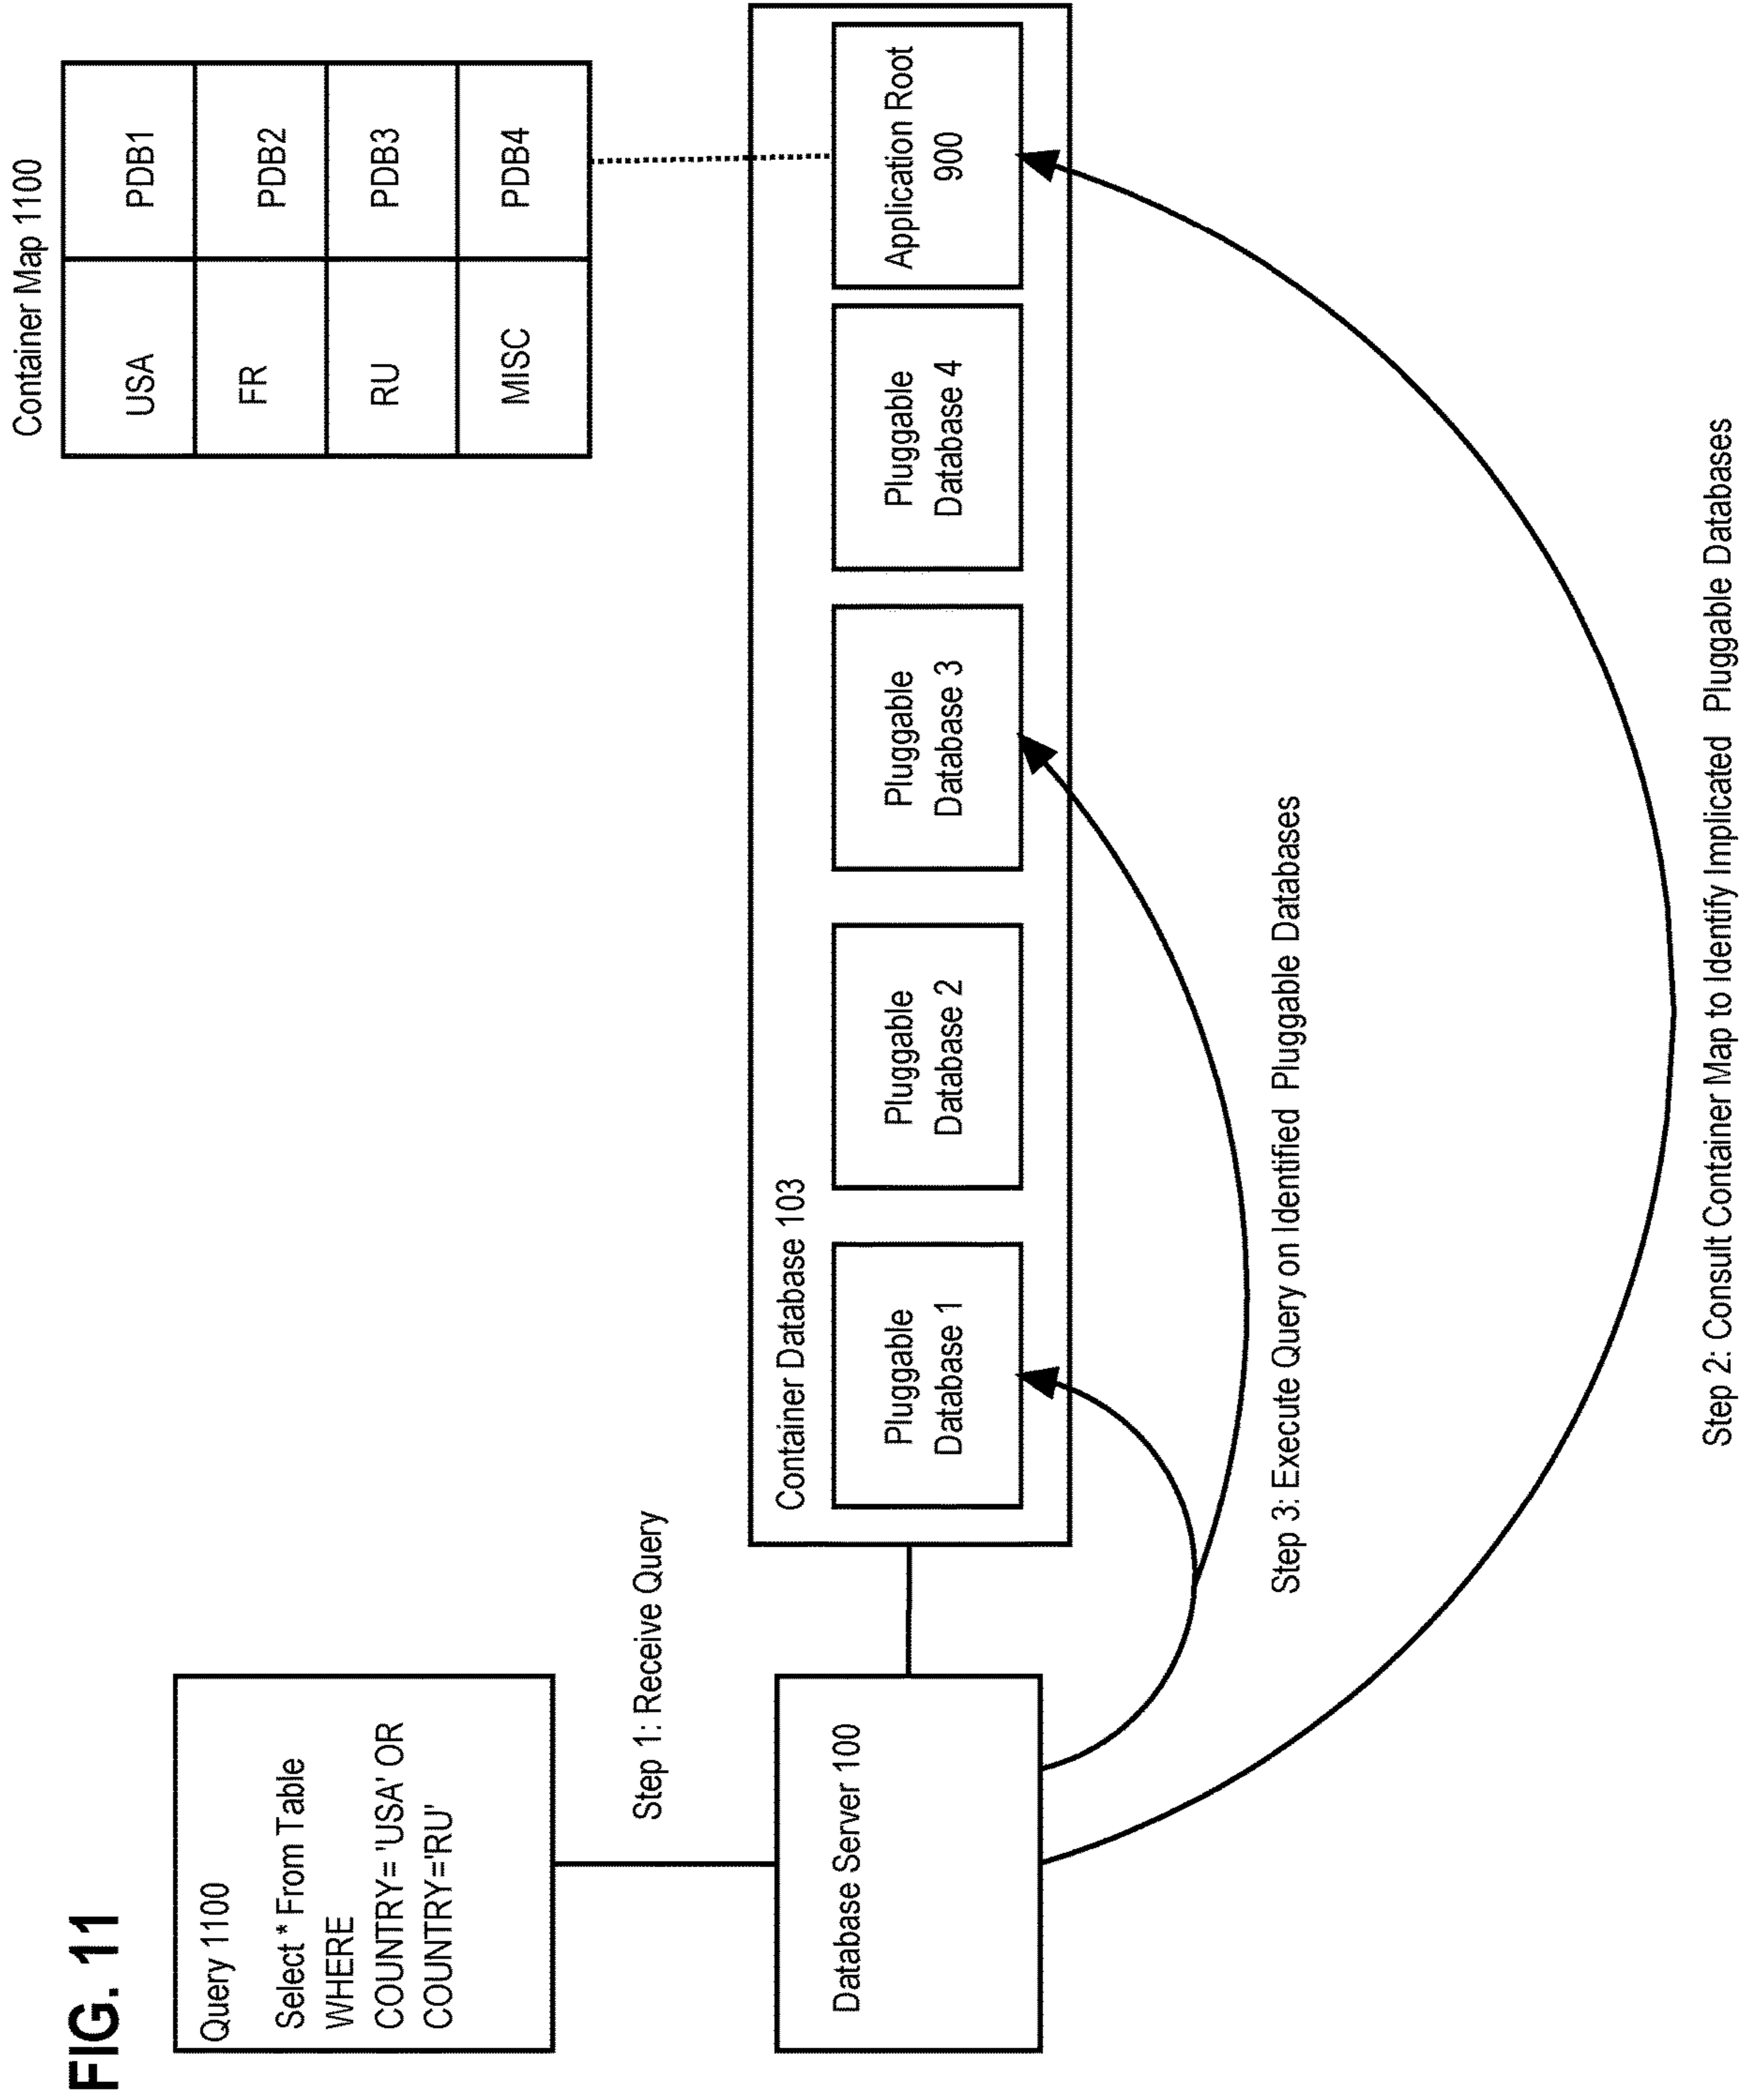 FIG. 11
Query 1100
Select * From Table
WHERE
COUNTRY= 'USA' OR
COUNTRY='RU'
Step 1: Receive Query
Database Server 100
Container Map 1100
USA PDB1
FR PDB2
RU PDB3
MISC PDB4
Container Database 103
Pluggable
Database 1
Pluggable
Database 2
Pluggable
Database 3
Pluggable
Database 4
Application Root
900
Step 3: Execute Query on Identified Pluggable Databases
Step 2: Consult Container Map to Identify Implicated Pluggable Databases